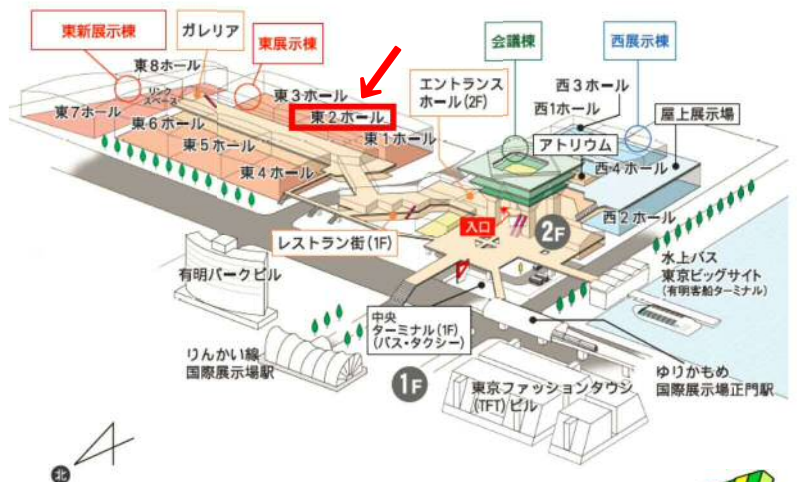 東新展示棟
ガレリア
東展示棟
会議棟
西展示棟
東8ホール
リンク
スペース
東3ホール
エントランス
ホール(2F)
西3ホール
西1ホール
屋上展示場
東7ホール
東2ホール
東6ホール
東1ホール
アトリウム
東5ホール
西4ホール
東4ホール
入口
2F
西2ホール
レストラン街(1F)
有明パークビル
水上バス
東京ビッグサイト
(有明客船ターミナル)
中央
ターミナル(1F)
(バス・タクシー)
りんかい線
国際展示場駅
1F
東京ファッションタウン
(TFT)ビル
ゆりかもめ
国際展示場正門駅
北